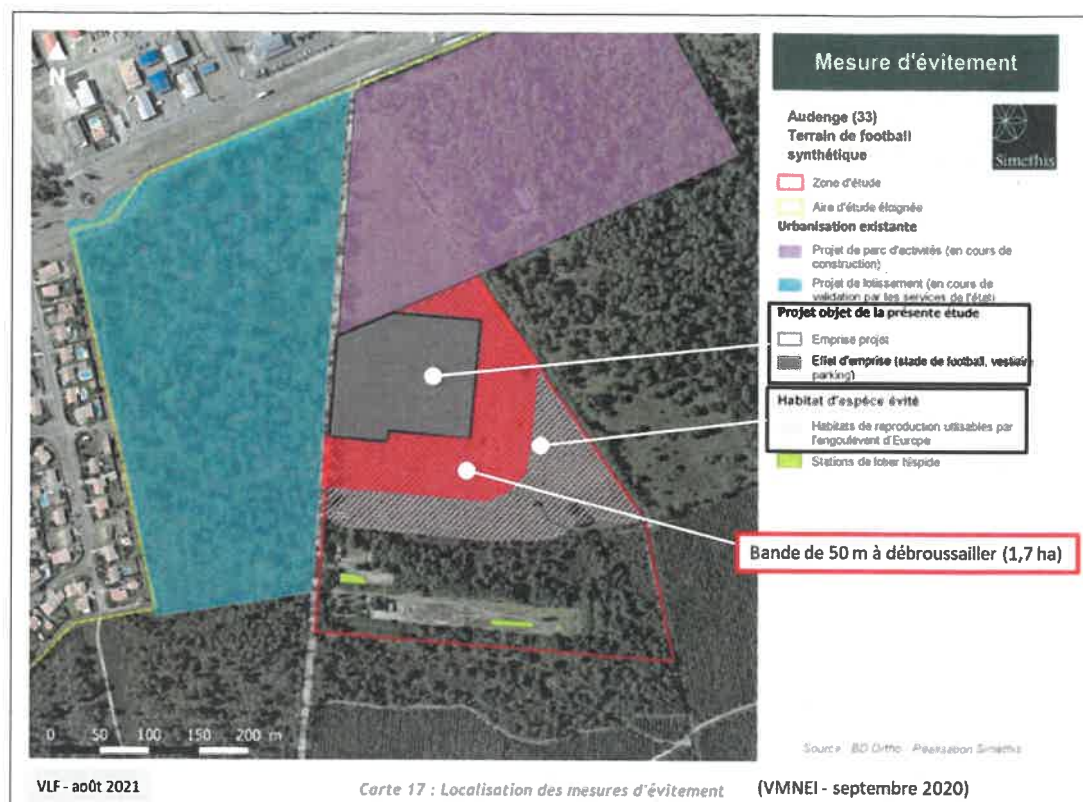 Mesure d'évitement
Audenge (33)
Terrain de football
synthétique
Simethis
Zone d'étude
Aire d'étude éloignée
Urbanisation existante
Projet de parc d'activités (en cours de
construction)
Projet de lotissement (en cours de
validation par les services de l'état)
Projet objet de la présente étude
Emprise projet
Effet d'emprise (stade de football, vestiaire
parking)
Habitat d'espèce évité
Habitats de reproduction utilisables par
l'engoulevent d'Europe
Stations de lotier hispide
Bande de 50 m à débroussailler (1,7 ha)
N
0 50 100 150 200 m
Source : BD Ortho Réalisation Simethis
VLF - août 2021
Carte 17 : Localisation des mesures d'évitement
(VMNEI - septembre 2020)